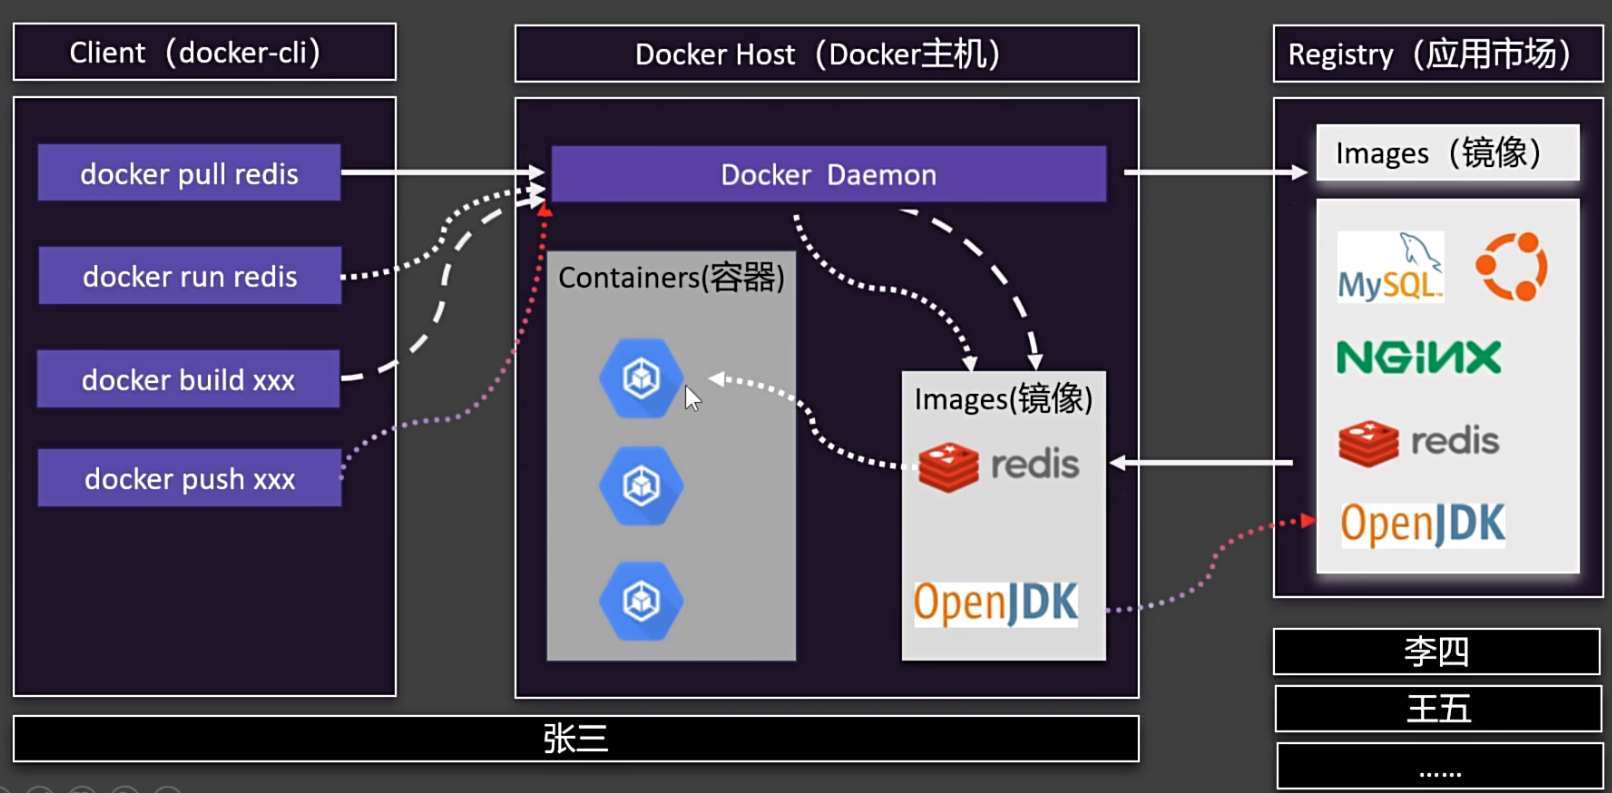 Client（docker-cli）
docker pull redis
docker run redis
docker build xxx
docker push xxx
Docker Host（Docker主机）
Docker Daemon
Containers(容器)
Images(镜像)
redis
OpenJDK
张三
Registry（应用市场）
Images（镜像）
MySQL
NGINX
redis
OpenJDK
李四
王五
......